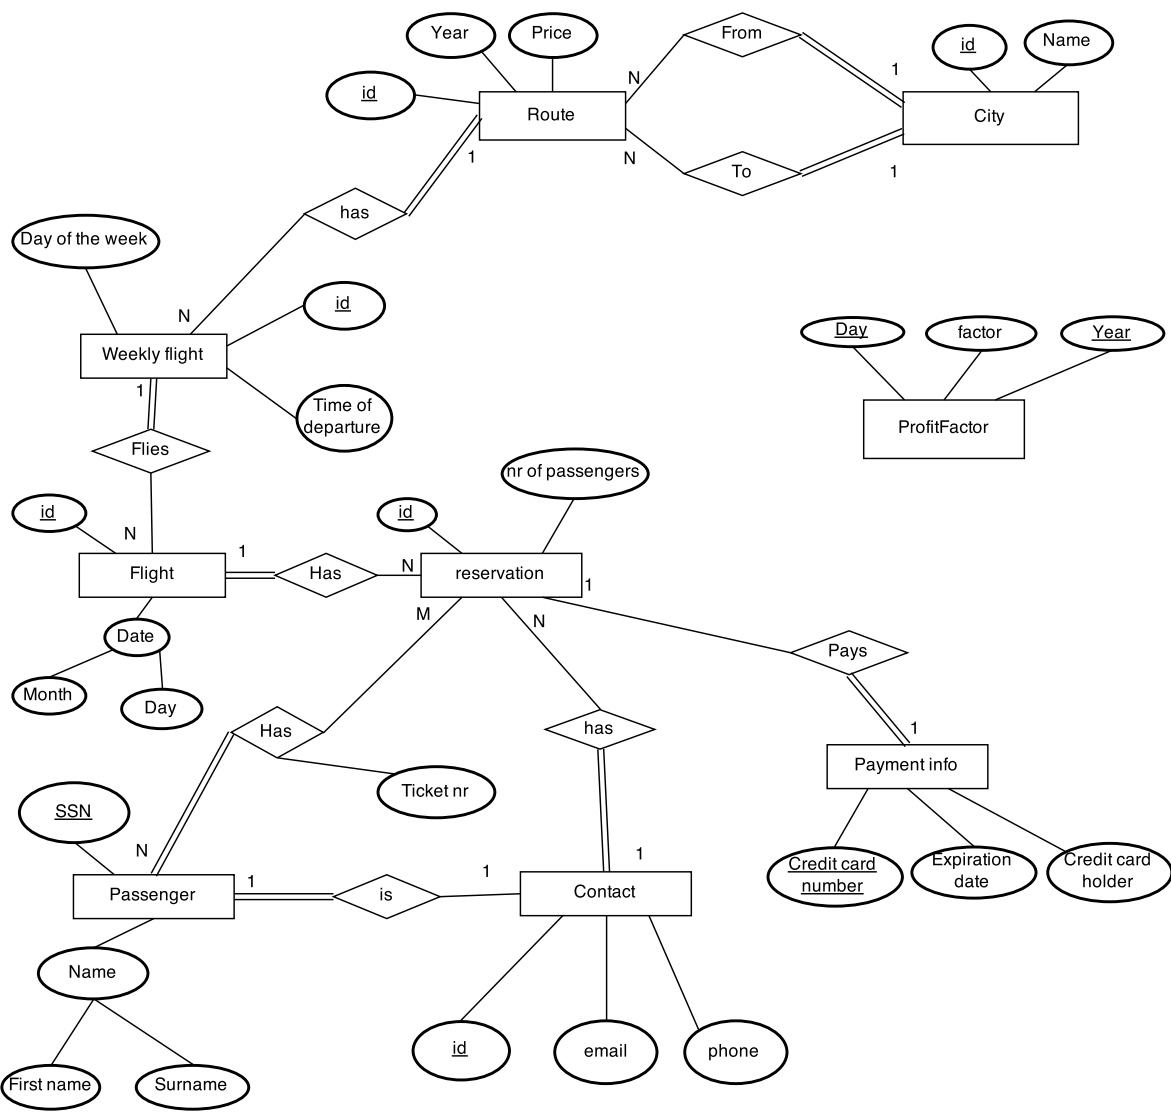 Year
Price
From
id
Name
id
N
1
Route
City
N
1
To
1
has
Day of the week
N
id
Day
factor
Year
Weekly flight
1
Time of
departure
ProfitFactor
Flies
nr of passengers
id
id
N
1
N
Flight
Has
reservation
1
M
N
Date
Pays
Month
Day
Has
has
1
Payment info
Ticket nr
SSN
N
1
Credit card
number
Expiration
date
Credit card
holder
1
1
Passenger
is
Contact
Name
id
email
phone
First name
Surname